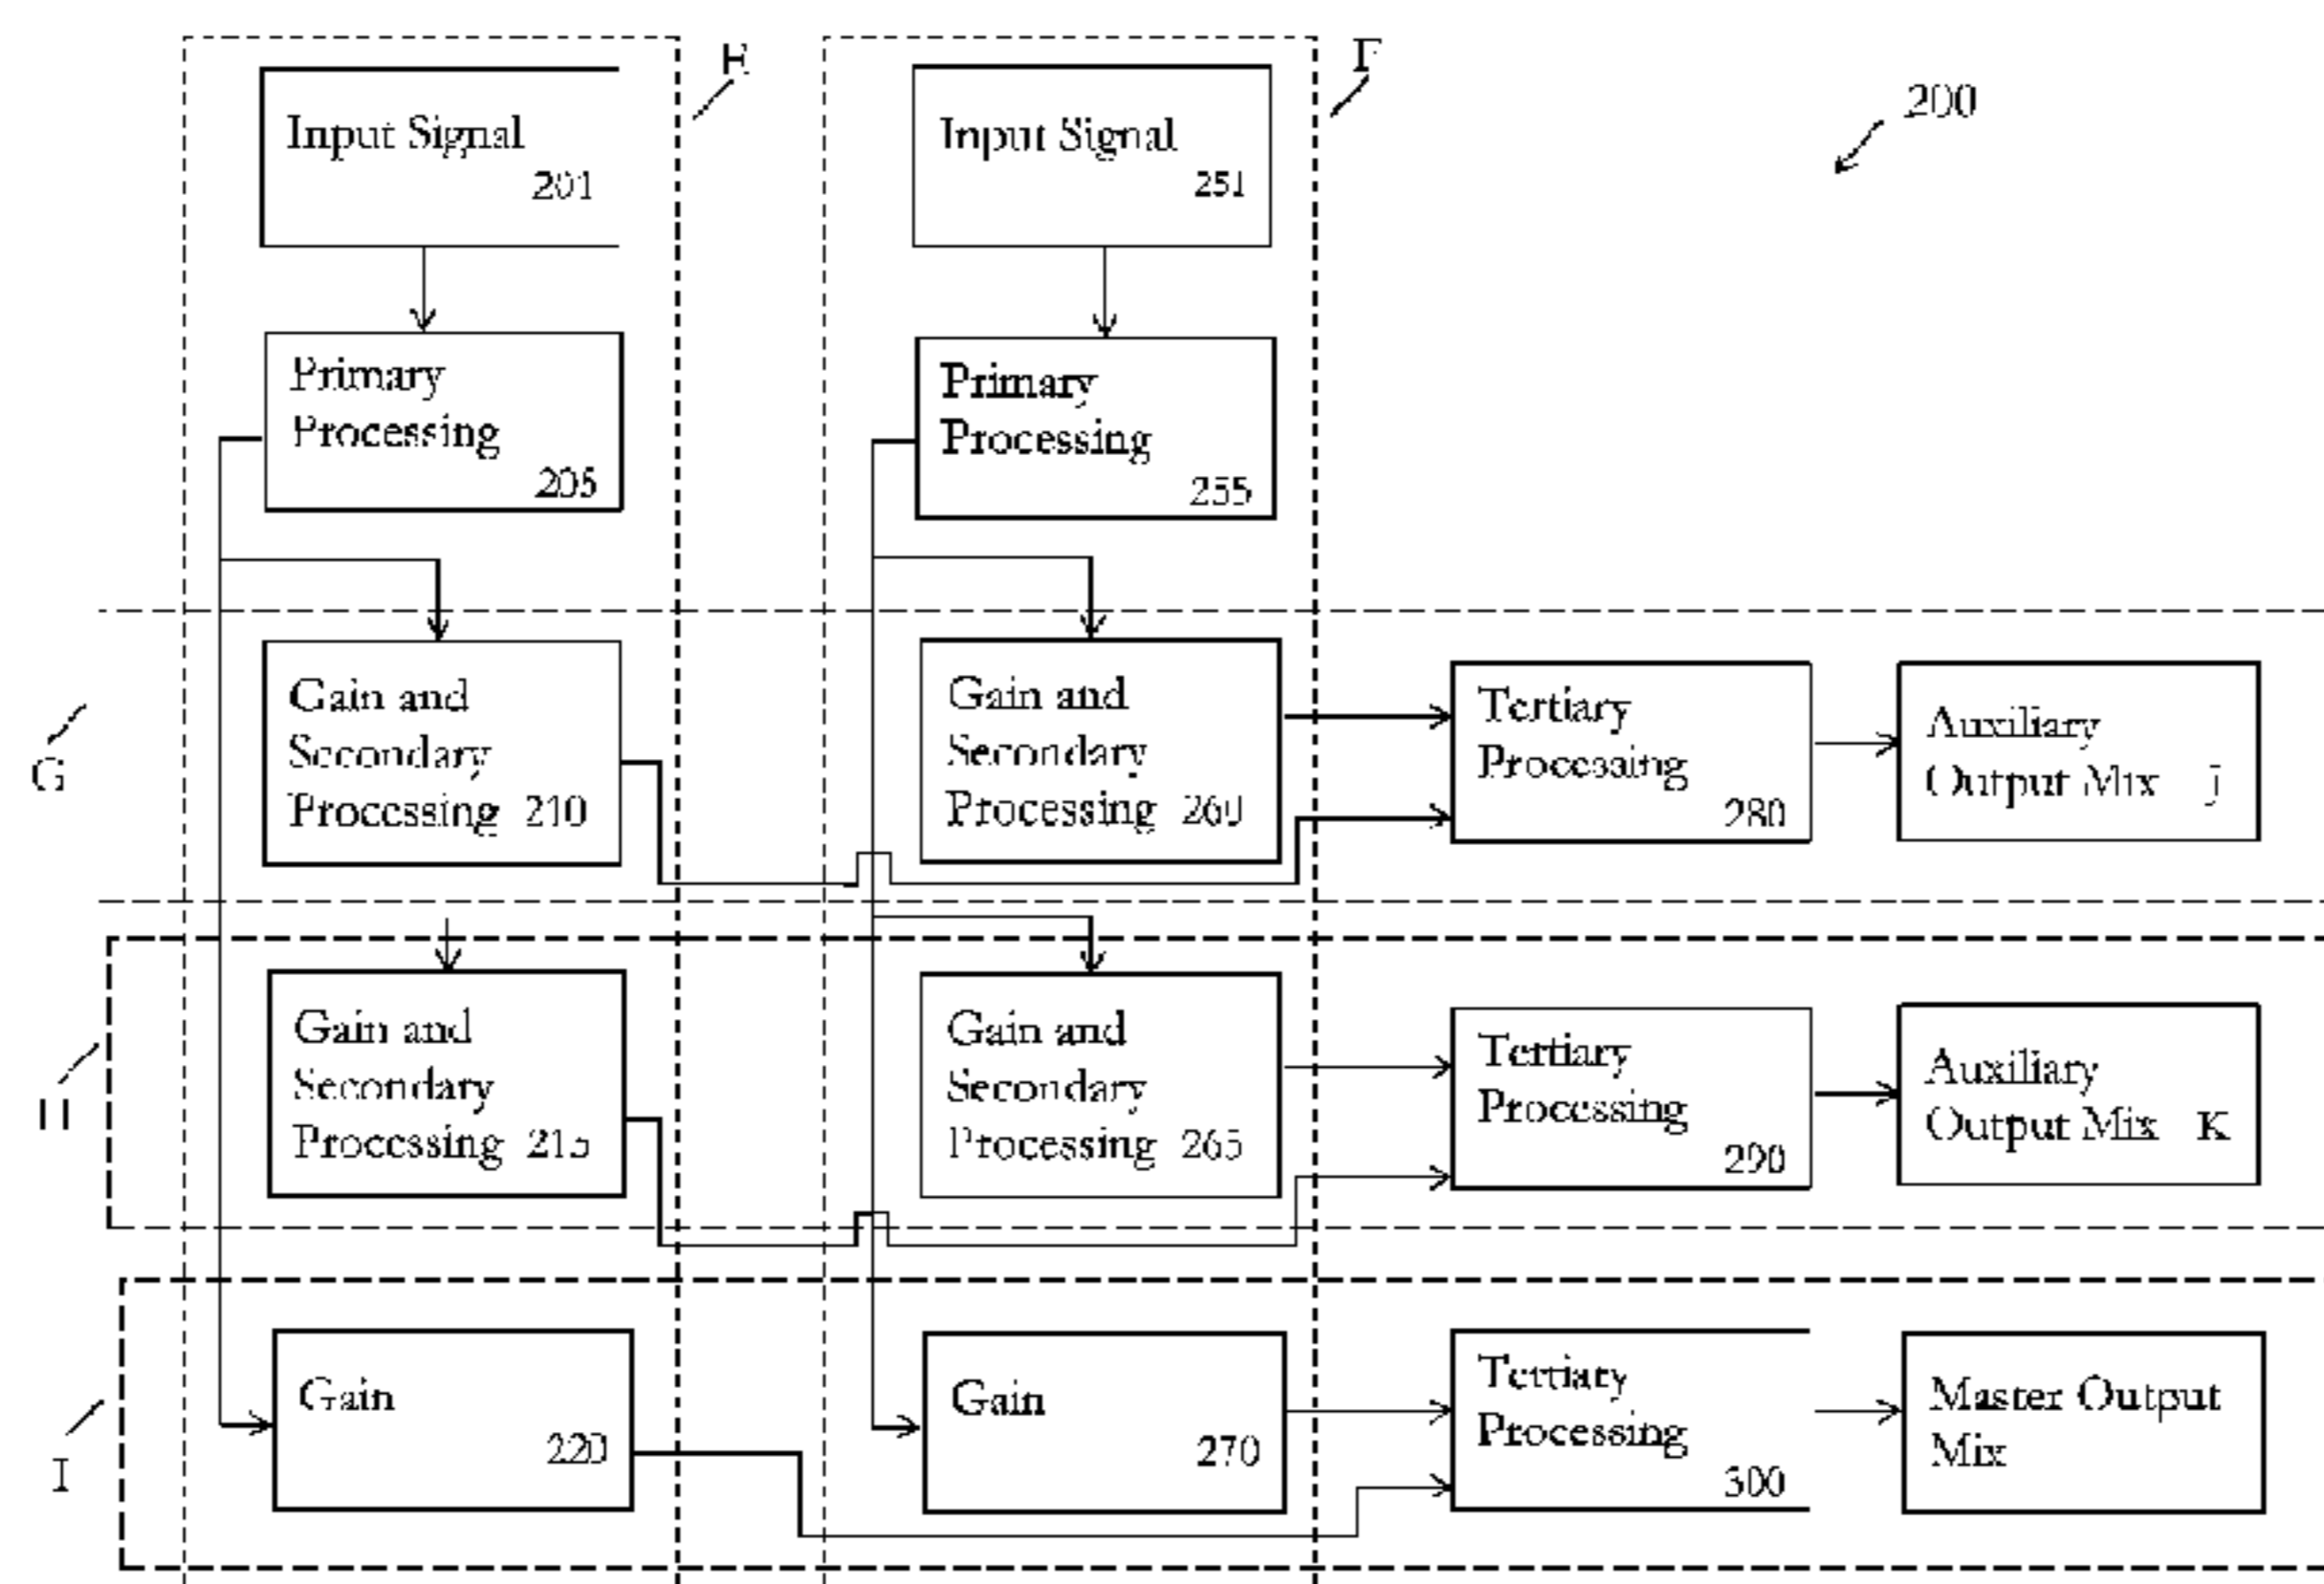 E
F
200
Input Signal
201
Input Signal
251
Primary
Processing
205
Primary
Processing
255
G
Gain and
Secondary
Processing 210
Gain and
Secondary
Processing 260
Tertiary
Processing
280
Auxiliary
Output Mix J
H
Gain and
Secondary
Processing 215
Gain and
Secondary
Processing 265
Tertiary
Processing
290
Auxiliary
Output Mix K
I
Gain
220
Gain
270
Tertiary
Processing
300
Master Output
Mix